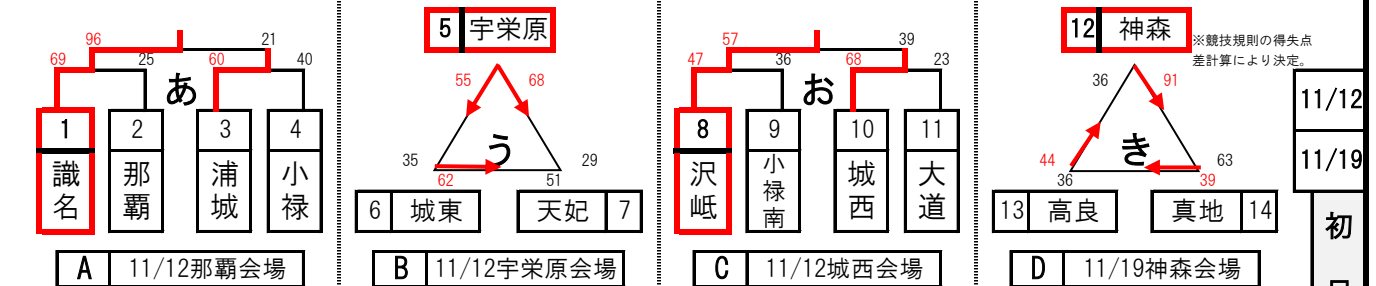 96
21
69
25
60
40
あ
1
2
3
4
識名
那覇
浦城
小禄
A 11/12那覇会場
5 宇栄原
55
68
う
35
62
51
29
6 城東
天妃 7
B 11/12宇栄原会場
57
39
47
36
68
23
お
8
9
10
11
沢岻
小禄南
城西
大道
C 11/12城西会場
12 神森
※競技規則の得失点
差計算により決定。
36
91
き
44
36
39
63
13 高良
真地 14
D 11/19神森会場
11/12
11/19
初